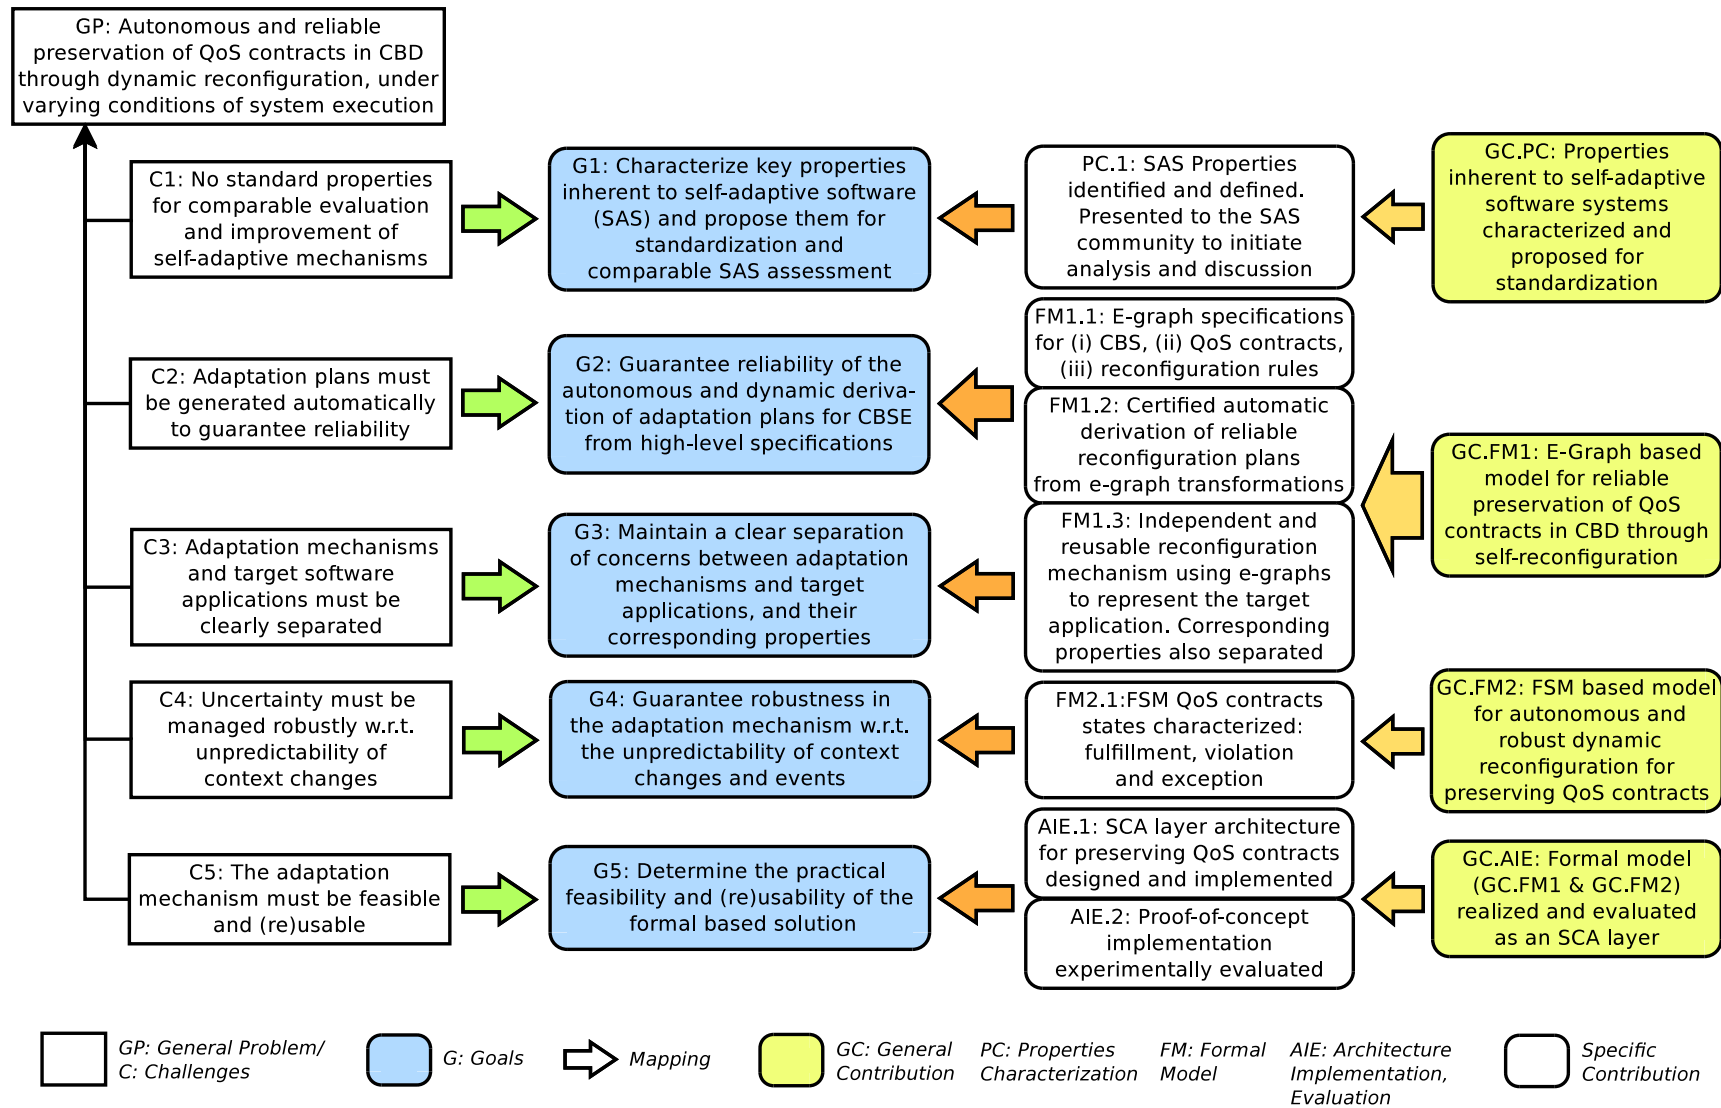 GP: Autonomous and reliable
preservation of QoS contracts in CBD
through dynamic reconfiguration, under
varying conditions of system execution
C1: No standard properties
for comparable evaluation
and improvement of
self-adaptive mechanisms
G1: Characterize key properties
inherent to self-adaptive software
(SAS) and propose them for
standardization and
comparable SAS assessment
PC.1: SAS Properties
identified and defined.
Presented to the SAS
community to initiate
analysis and discussion
GC.PC: Properties
inherent to self-adaptive
software systems
characterized and
proposed for
standardization
C2: Adaptation plans must
be generated automatically
to guarantee reliability
G2: Guarantee reliability of the
autonomous and dynamic deriva-
tion of adaptation plans for CBSE
from high-level specifications
FM1.1: E-graph specifications
for (i) CBS, (ii) QoS contracts,
(iii) reconfiguration rules
FM1.2: Certified automatic
derivation of reliable
reconfiguration plans
from e-graph transformations
GC.FM1: E-Graph based
model for reliable
preservation of QoS
contracts in CBD through
self-reconfiguration
C3: Adaptation mechanisms
and target software
applications must be
clearly separated
G3: Maintain a clear separation
of concerns between adaptation
mechanisms and target
applications, and their
corresponding properties
FM1.3: Independent and
reusable reconfiguration
mechanism using e-graphs
to represent the target
application. Corresponding
properties also separated
C4: Uncertainty must be
managed robustly w.r.t.
unpredictability of
context changes
G4: Guarantee robustness in
the adaptation mechanism w.r.t.
the unpredictability of context
changes and events
FM2.1:FSM QoS contracts
states characterized:
fulfillment, violation
and exception
GC.FM2: FSM based model
for autonomous and
robust dynamic
reconfiguration for
preserving QoS contracts
C5: The adaptation
mechanism must be feasible
and (re)usable
G5: Determine the practical
feasibility and (re)usability of the
formal based solution
AIE.1: SCA layer architecture
for preserving QoS contracts
designed and implemented
AIE.2: Proof-of-concept
implementation
experimentally evaluated
GC.AIE: Formal model
(GC.FM1 & GC.FM2)
realized and evaluated
as an SCA layer
GP: General Problem/
C: Challenges
G: Goals
Mapping
GC: General
Contribution
PC: Properties
Characterization
FM: Formal
Model
AIE: Architecture
Implementation,
Evaluation
Specific
Contribution